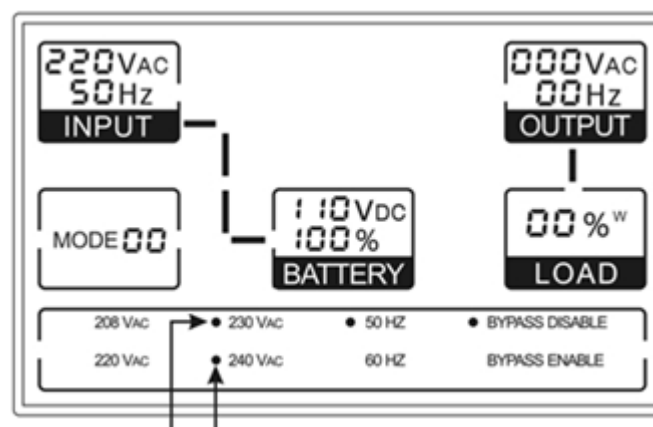 220VAC
50Hz
INPUT
000VAC
00Hz
OUTPUT
MODE 00
110VDC
100%
BATTERY
00%W
LOAD
208 VAC
230 VAC
50 HZ
BYPASS DISABLE
220 VAC
240 VAC
60 HZ
BYPASS ENABLE